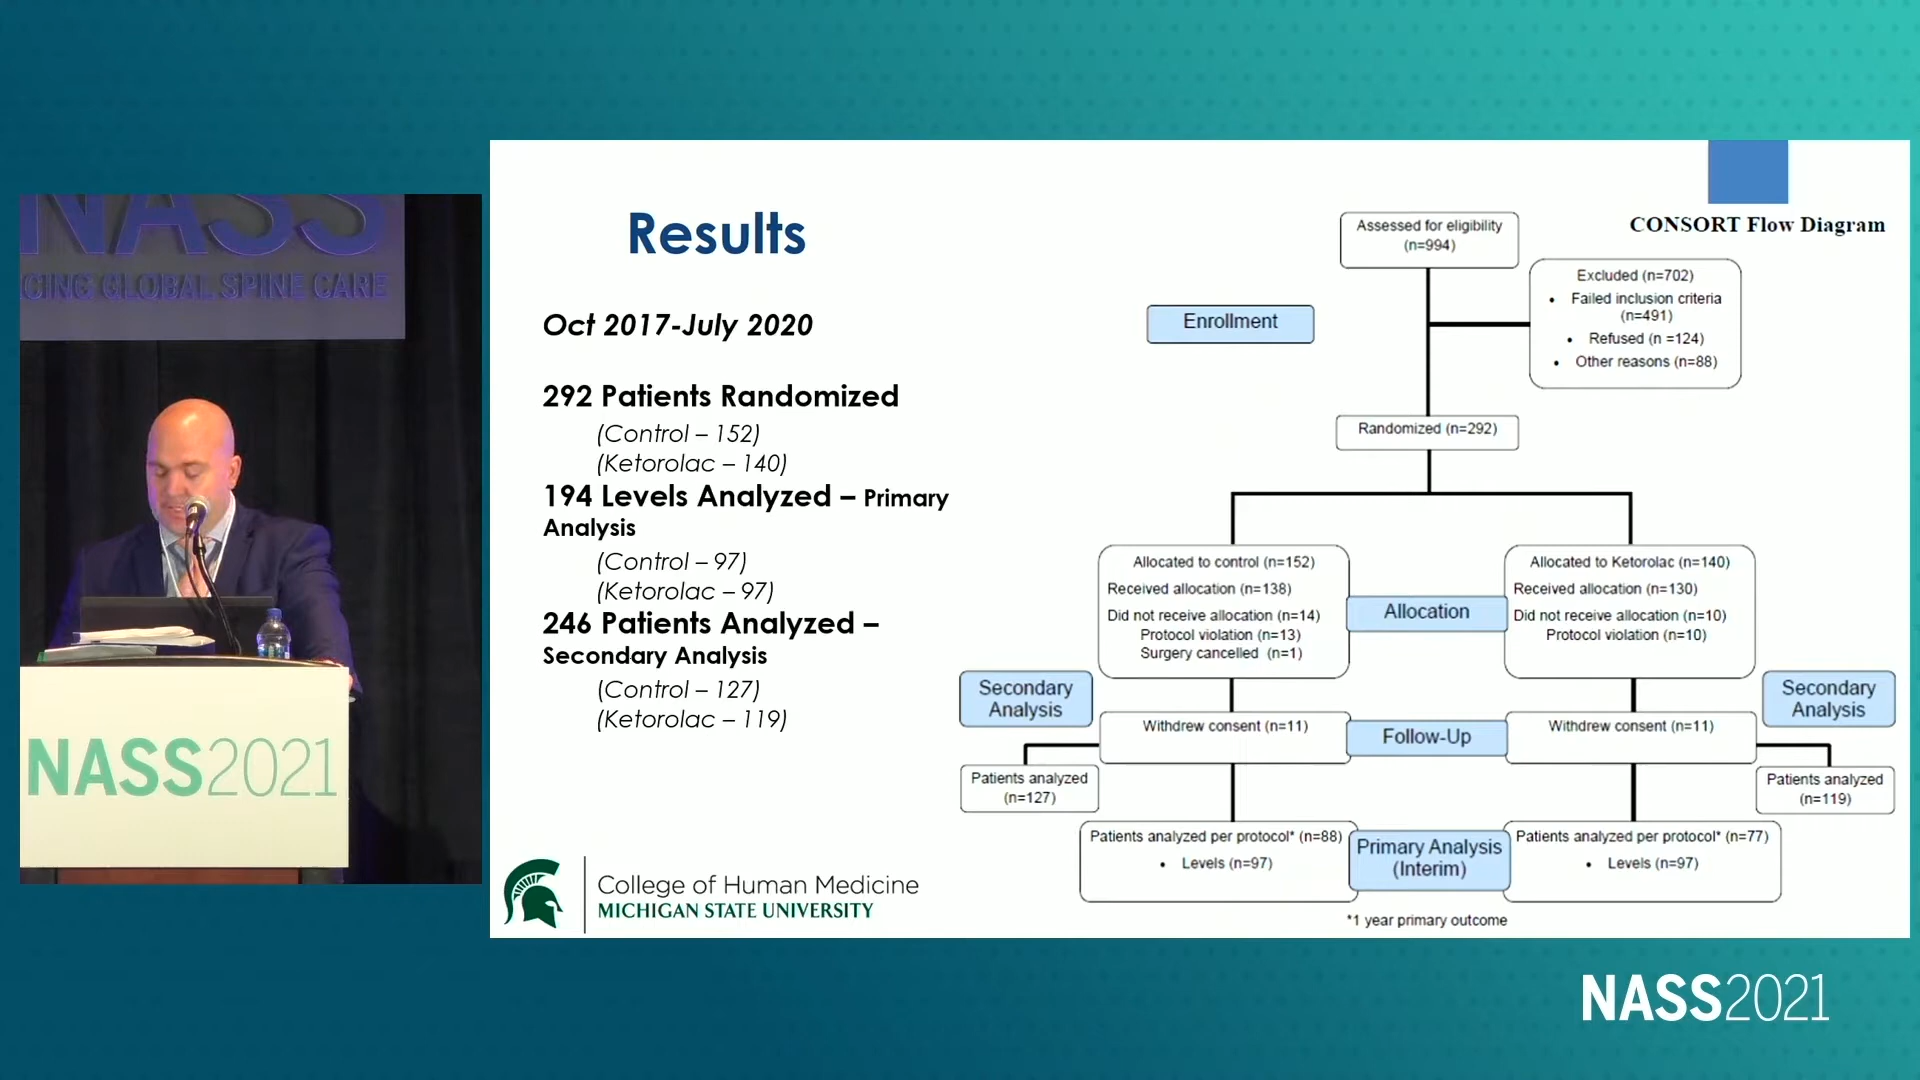 NASS
CING GLOBAL SPINE CARE
NASS2021
Results
Oct 2017-July 2020
292 Patients Randomized
(Control – 152)
(Ketorolac – 140)
194 Levels Analyzed – Primary
Analysis
(Control – 97)
(Ketorolac – 97)
246 Patients Analyzed –
Secondary Analysis
(Control – 127)
(Ketorolac – 119)
College of Human Medicine
MICHIGAN STATE UNIVERSITY
CONSORT Flow Diagram
Assessed for eligibility
(n=994)
Excluded (n=702)
• Failed inclusion criteria
(n=491)
• Refused (n =124)
• Other reasons (n=88)
Enrollment
Randomized (n=292)
Allocated to control (n=152)
Received allocation (n=138)
Did not receive allocation (n=14)
Protocol violation (n=13)
Surgery cancelled (n=1)
Allocation
Allocated to Ketorolac (n=140)
Received allocation (n=130)
Did not receive allocation (n=10)
Protocol violation (n=10)
Secondary
Analysis
Withdrew consent (n=11)
Follow-Up
Withdrew consent (n=11)
Secondary
Analysis
Patients analyzed
(n=127)
Patients analyzed
(n=119)
Patients analyzed per protocol* (n=88)
• Levels (n=97)
Primary Analysis
(Interim)
Patients analyzed per protocol* (n=77)
• Levels (n=97)
*1 year primary outcome
NASS2021